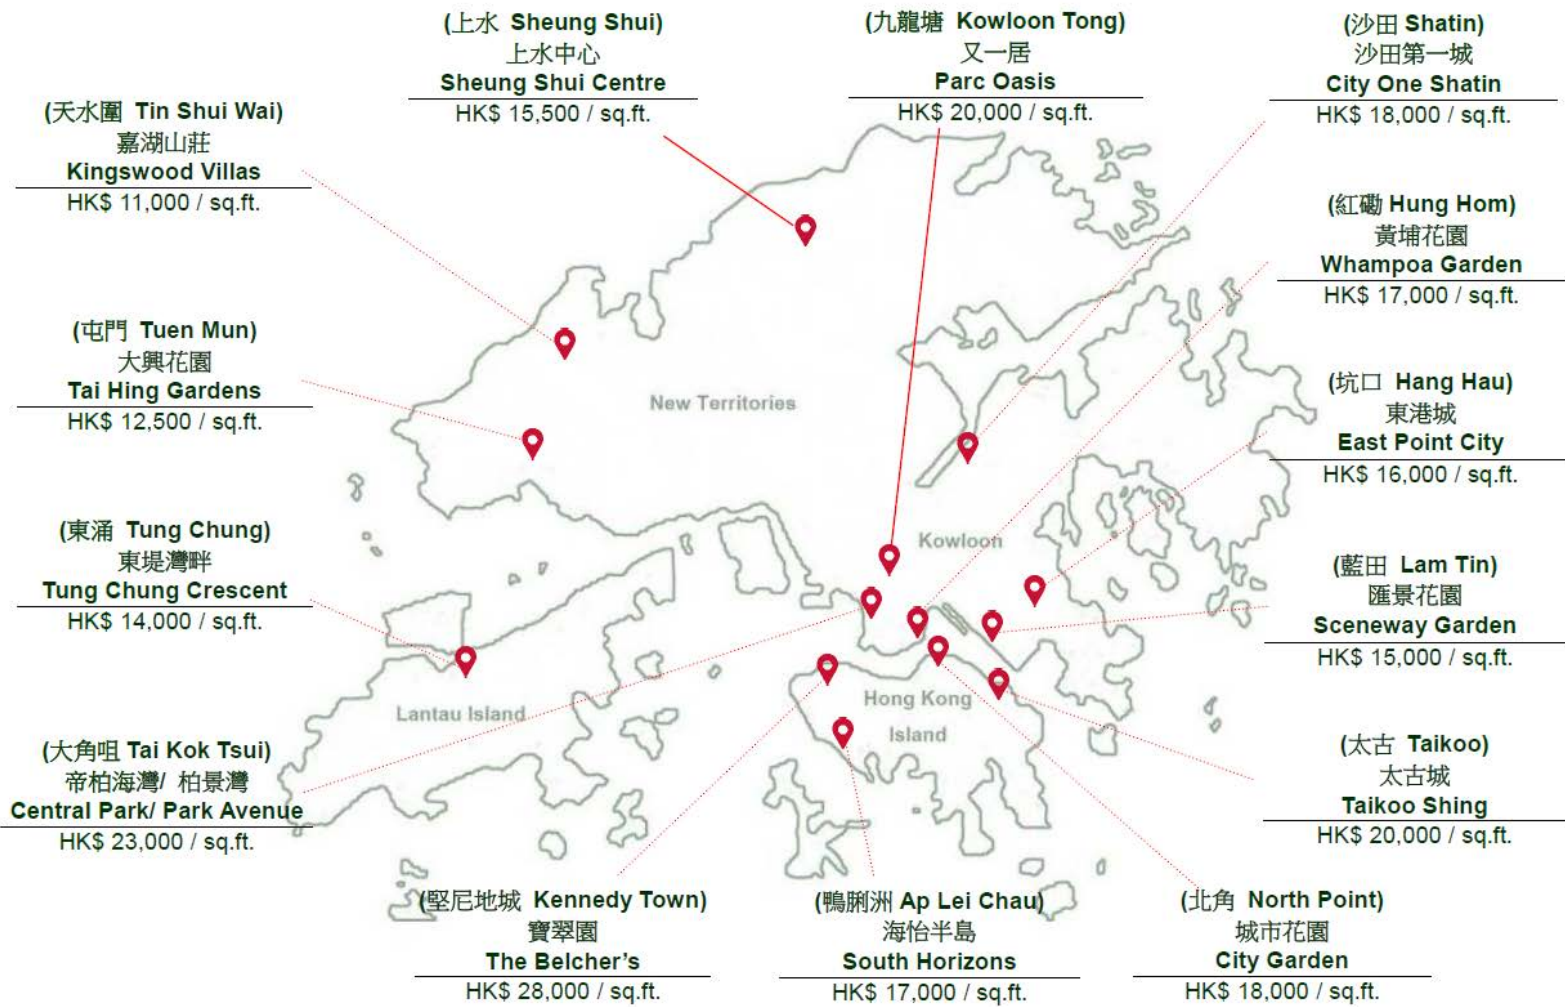 (上水 Sheung Shui)
上水中心
Sheung Shui Centre
HK$ 15,500 / sq.ft.
(九龍塘 Kowloon Tong)
又一居
Parc Oasis
HK$ 20,000 / sq.ft.
(沙田 Shatin)
沙田第一城
City One Shatin
HK$ 18,000 / sq.ft.
(天水圍 Tin Shui Wai)
嘉湖山莊
Kingswood Villas
HK$ 11,000 / sq.ft.
(紅磡 Hung Hom)
黃埔花園
Whampoa Garden
HK$ 17,000 / sq.ft.
(屯門 Tuen Mun)
大興花園
Tai Hing Gardens
HK$ 12,500 / sq.ft.
New Territories
(坑口 Hang Hau)
東港城
East Point City
HK$ 16,000 / sq.ft.
(東涌 Tung Chung)
東堤灣畔
Tung Chung Crescent
HK$ 14,000 / sq.ft.
Kowloon
(藍田 Lam Tin)
匯景花園
Sceneway Garden
HK$ 15,000 / sq.ft.
Lantau Island
Hong Kong
Island
(大角咀 Tai Kok Tsui)
帝柏海灣/ 柏景灣
Central Park/ Park Avenue
HK$ 23,000 / sq.ft.
(太古 Taikoo)
太古城
Taikoo Shing
HK$ 20,000 / sq.ft.
(堅尼地城 Kennedy Town)
寶翠園
The Belcher’s
HK$ 28,000 / sq.ft.
(鴨脷洲 Ap Lei Chau)
海怡半島
South Horizons
HK$ 17,000 / sq.ft.
(北角 North Point)
城市花園
City Garden
HK$ 18,000 / sq.ft.